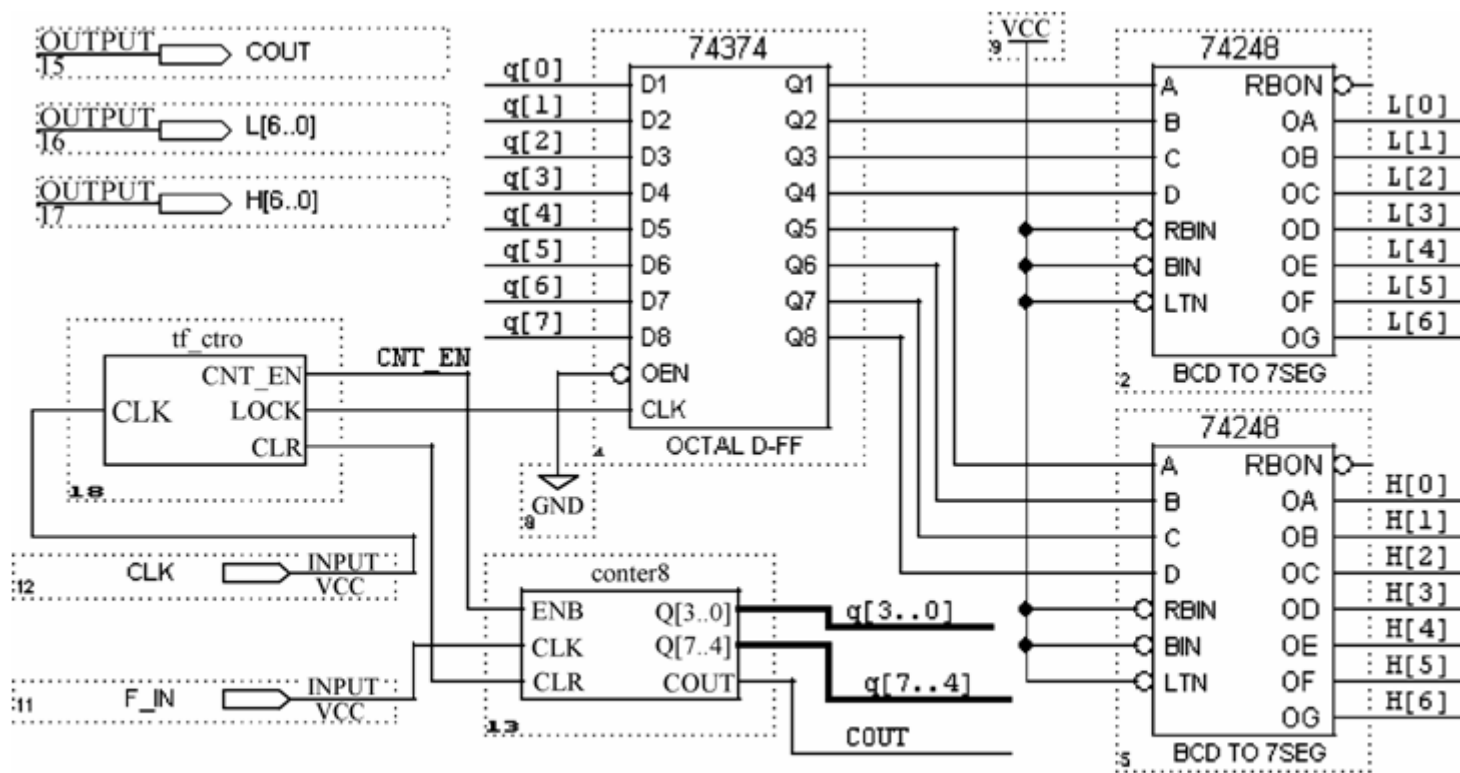 OUTPUT
15
COUT
OUTPUT
16
L[6..0]
OUTPUT
17
H[6..0]
74374
q[0]
q[1]
q[2]
q[3]
q[4]
q[5]
q[6]
q[7]
D1
D2
D3
D4
D5
D6
D7
D8
OEN
CLK
Q1
Q2
Q3
Q4
Q5
Q6
Q7
Q8
OCTAL D-FF
4
VCC
9
74248
A
B
C
D
RBIN
BIN
LTN
RBON
OA
OB
OC
OD
OE
OF
OG
L[0]
L[1]
L[2]
L[3]
L[4]
L[5]
L[6]
2
BCD TO 7SEG
tf_ctro
CLK
CNT_EN
LOCK
CLR
18
CNT_EN
GND
8
74248
A
B
C
D
RBIN
BIN
LTN
RBON
OA
OB
OC
OD
OE
OF
OG
H[0]
H[1]
H[2]
H[3]
H[4]
H[5]
H[6]
5
BCD TO 7SEG
12
CLK
INPUT
VCC
11
F_IN
INPUT
VCC
conter8
ENB
CLK
CLR
Q[3..0]
Q[7..4]
COUT
13
q[3..0]
q[7..4]
COUT